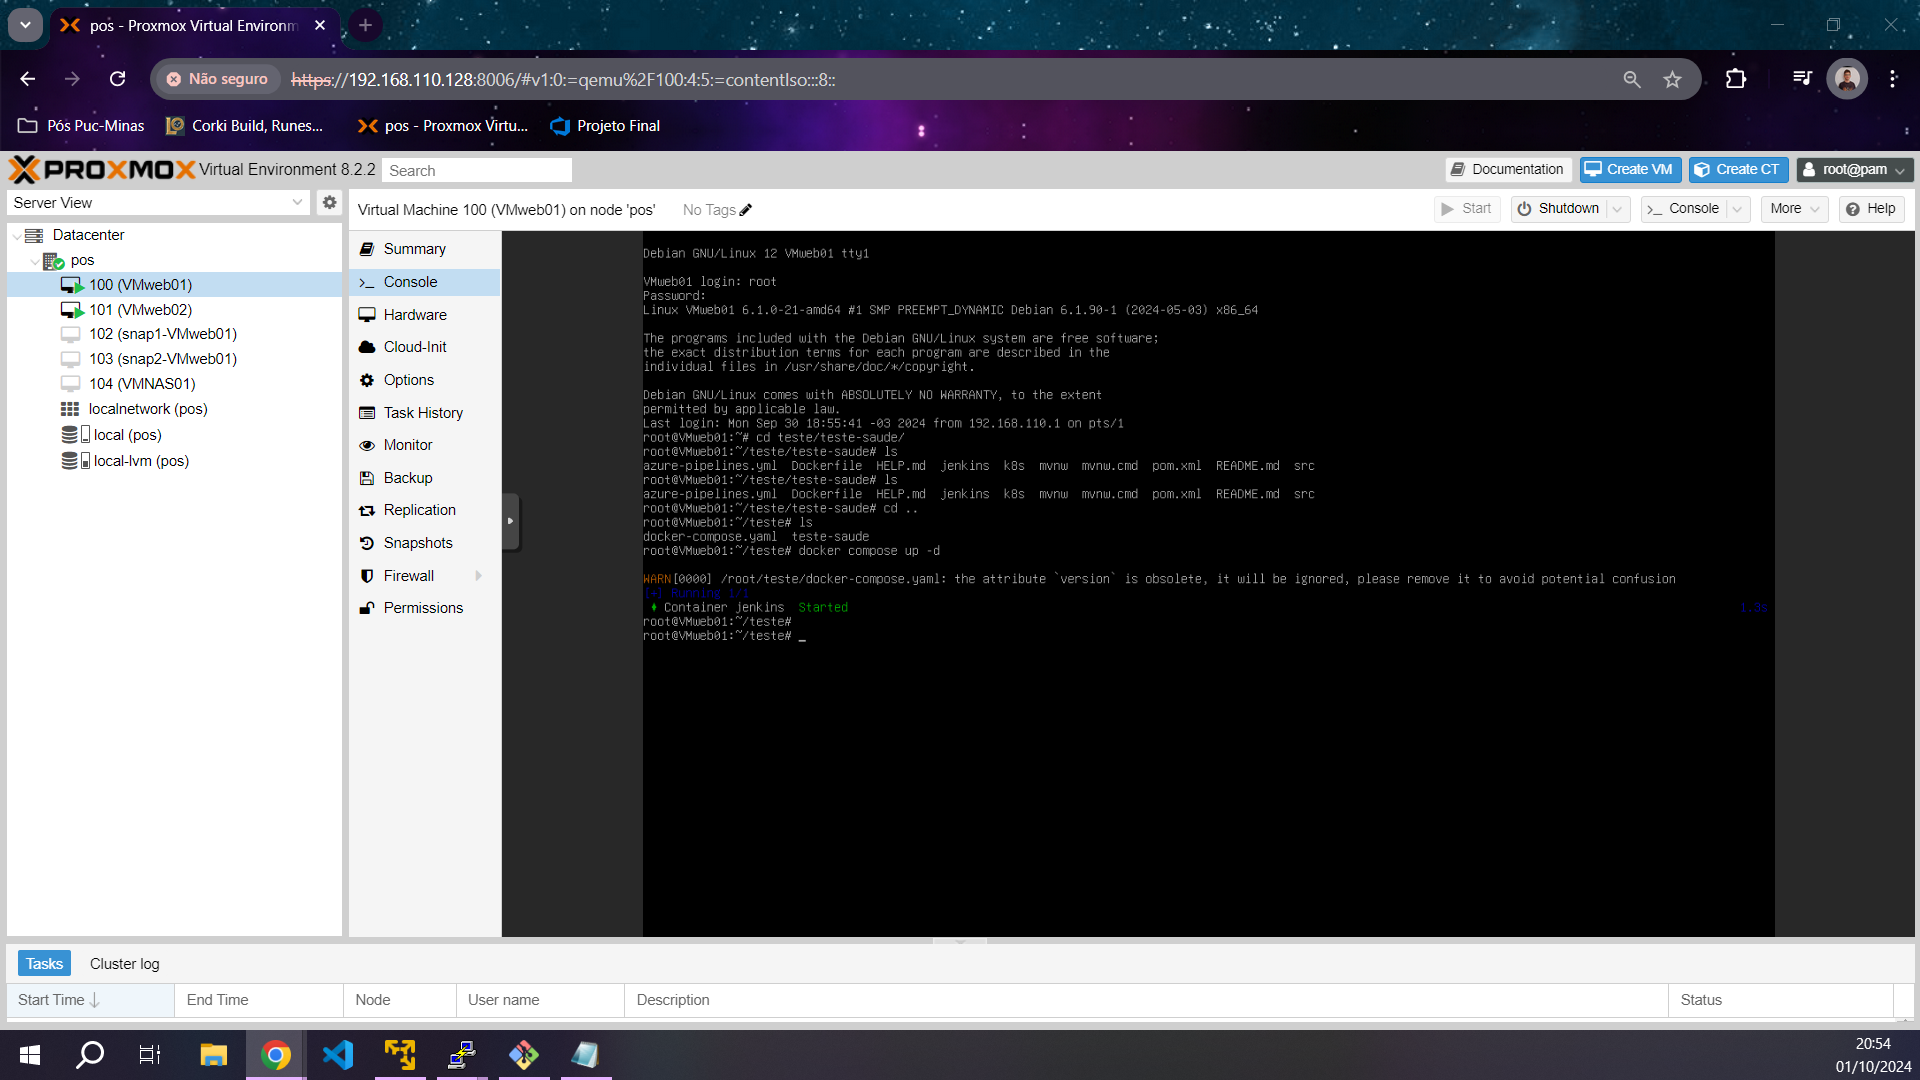 pos - Proxmox Virtual Environm
Não seguro https://192.168.110.128:8006/#v1:0:=qemu%2F100:4:5:=contentIso:::8::
Pós Puc-Minas Corki Build, Runes... pos - Proxmox Virtu... Projeto Final
PROXMOX Virtual Environment 8.2.2 Search Documentation Create VM Create CT root@pam
Server View
Virtual Machine 100 (VMweb01) on node 'pos' No Tags Start Shutdown Console More Help
Datacenter
pos
100 (VMweb01)
101 (VMweb02)
102 (snap1-VMweb01)
103 (snap2-VMweb01)
104 (VMNAS01)
localnetwork (pos)
local (pos)
local-lvm (pos)
Summary
Console
Hardware
Cloud-Init
Options
Task History
Monitor
Backup
Replication
Snapshots
Firewall
Permissions
Debian GNU/Linux 12 VMweb01 tty1
VMweb01 login: root
Password:
Linux VMweb01 6.1.0-21-amd64 #1 SMP PREEMPT_DYNAMIC Debian 6.1.90-1 (2024-05-03) x86_64
The programs included with the Debian GNU/Linux system are free software;
the exact distribution terms for each program are described in the
individual files in /usr/share/doc/*/copyright.
Debian GNU/Linux comes with ABSOLUTELY NO WARRANTY, to the extent
permitted by applicable law.
Last login: Mon Sep 30 18:55:41 -03 2024 from 192.168.110.1 on pts/1
root@VMweb01:~# cd teste/teste-saude/
root@VMweb01:~/teste/teste-saude# ls
azure-pipelines.yml Dockerfile HELP.md jenkins k8s mvnw mvnw.cmd pom.xml README.md src
root@VMweb01:~/teste/teste-saude# ls
azure-pipelines.yml Dockerfile HELP.md jenkins k8s mvnw mvnw.cmd pom.xml README.md src
root@VMweb01:~/teste/teste-saude# cd ..
root@VMweb01:~/teste# ls
docker-compose.yaml teste-saude
root@VMweb01:~/teste# docker compose up -d
WARN[0000] /root/teste/docker-compose.yaml: the attribute `version` is obsolete, it will be ignored, please remove it to avoid potential confusion
[+] Running 1/1
Container jenkins Started
root@VMweb01:~/teste#
root@VMweb01:~/teste# _
Tasks Cluster log
Start Time End Time Node User name Description Status
20:54
01/10/2024